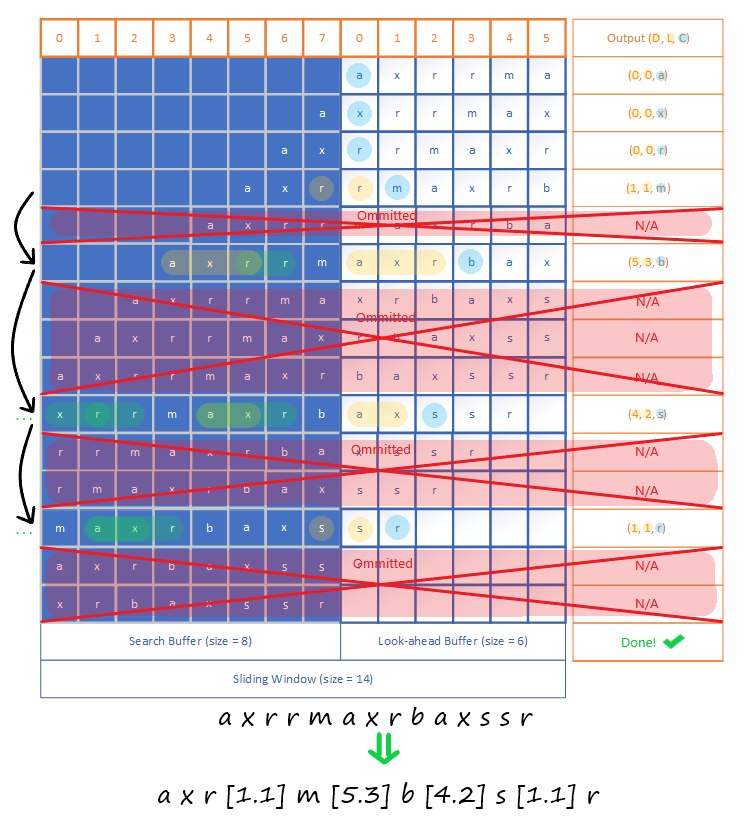 0 1 2 3 4 5 6 7 0 1 2 3 4 5 Output (D, L, C)
a x r r m a (0, 0, a)
a x r r m a x (0, 0, x)
a x r r m a x r (0, 0, r)
a x r r m a x r b (1, 1, m)
Ommitted
a x r r m a x r b a N/A
a x r r m a x r b a x (5, 3, b)
a x r r m a x r b a x s N/A
Ommitted
a x r r m a x r b a x s s N/A
a x r r m a x r b a x s s r N/A
... x r r m a x r b a x s s r (4, 2, s)
Ommitted
r r m a x r b a x s s r N/A
r m a x r b a x s s r N/A
... m a x r b a x s s r (1, 1, r)
Ommitted
a x r b a x s s r N/A
x r b a x s s r N/A
Search Buffer (size = 8) Look-ahead Buffer (size = 6) Done!
Sliding Window (size = 14)
a x r r m a x r b a x s s r
a x r [1.1] m [5.3] b [4.2] s [1.1] r